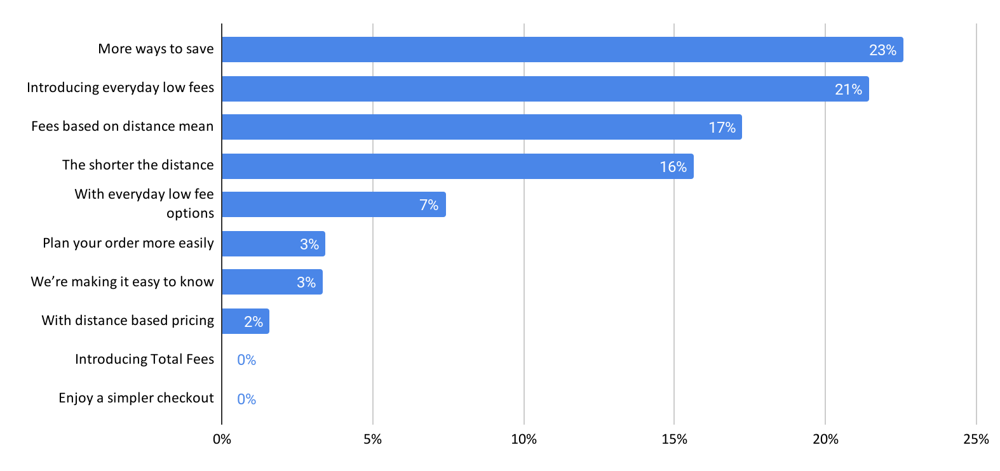 More ways to save
23%
Introducing everyday low fees
21%
Fees based on distance mean
17%
The shorter the distance
16%
With everyday low fee
options
7%
Plan your order more easily
3%
We’re making it easy to know
3%
With distance based pricing
2%
Introducing Total Fees
0%
Enjoy a simpler checkout
0%
0% 5% 10% 15% 20% 25%